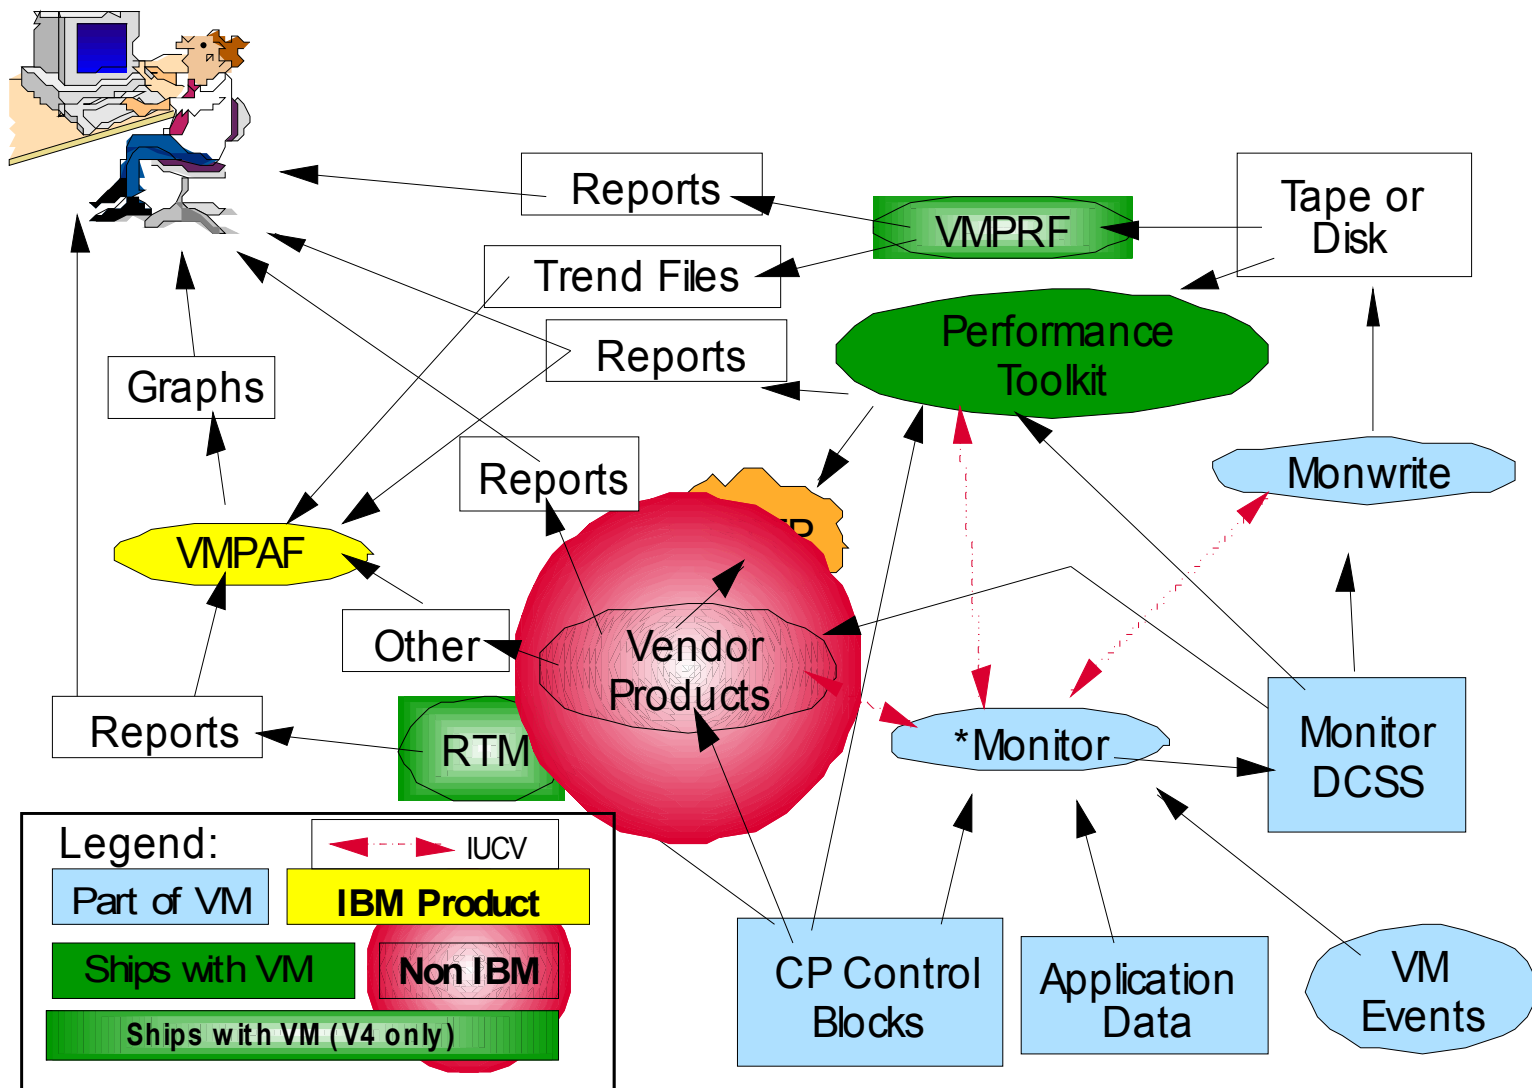 Reports
Tape or
Disk
VMPRF
Trend Files
Performance
Toolkit
Reports
Graphs
Reports
Monwrite
VMPAF
Other
Vendor
Products
Reports
RTM
*Monitor
Monitor
DCSS
Legend:
IUCV
Part of VM
IBM Product
Ships with VM
Non IBM
Ships with VM (V4 only)
CP Control
Blocks
Application
Data
VM
Events